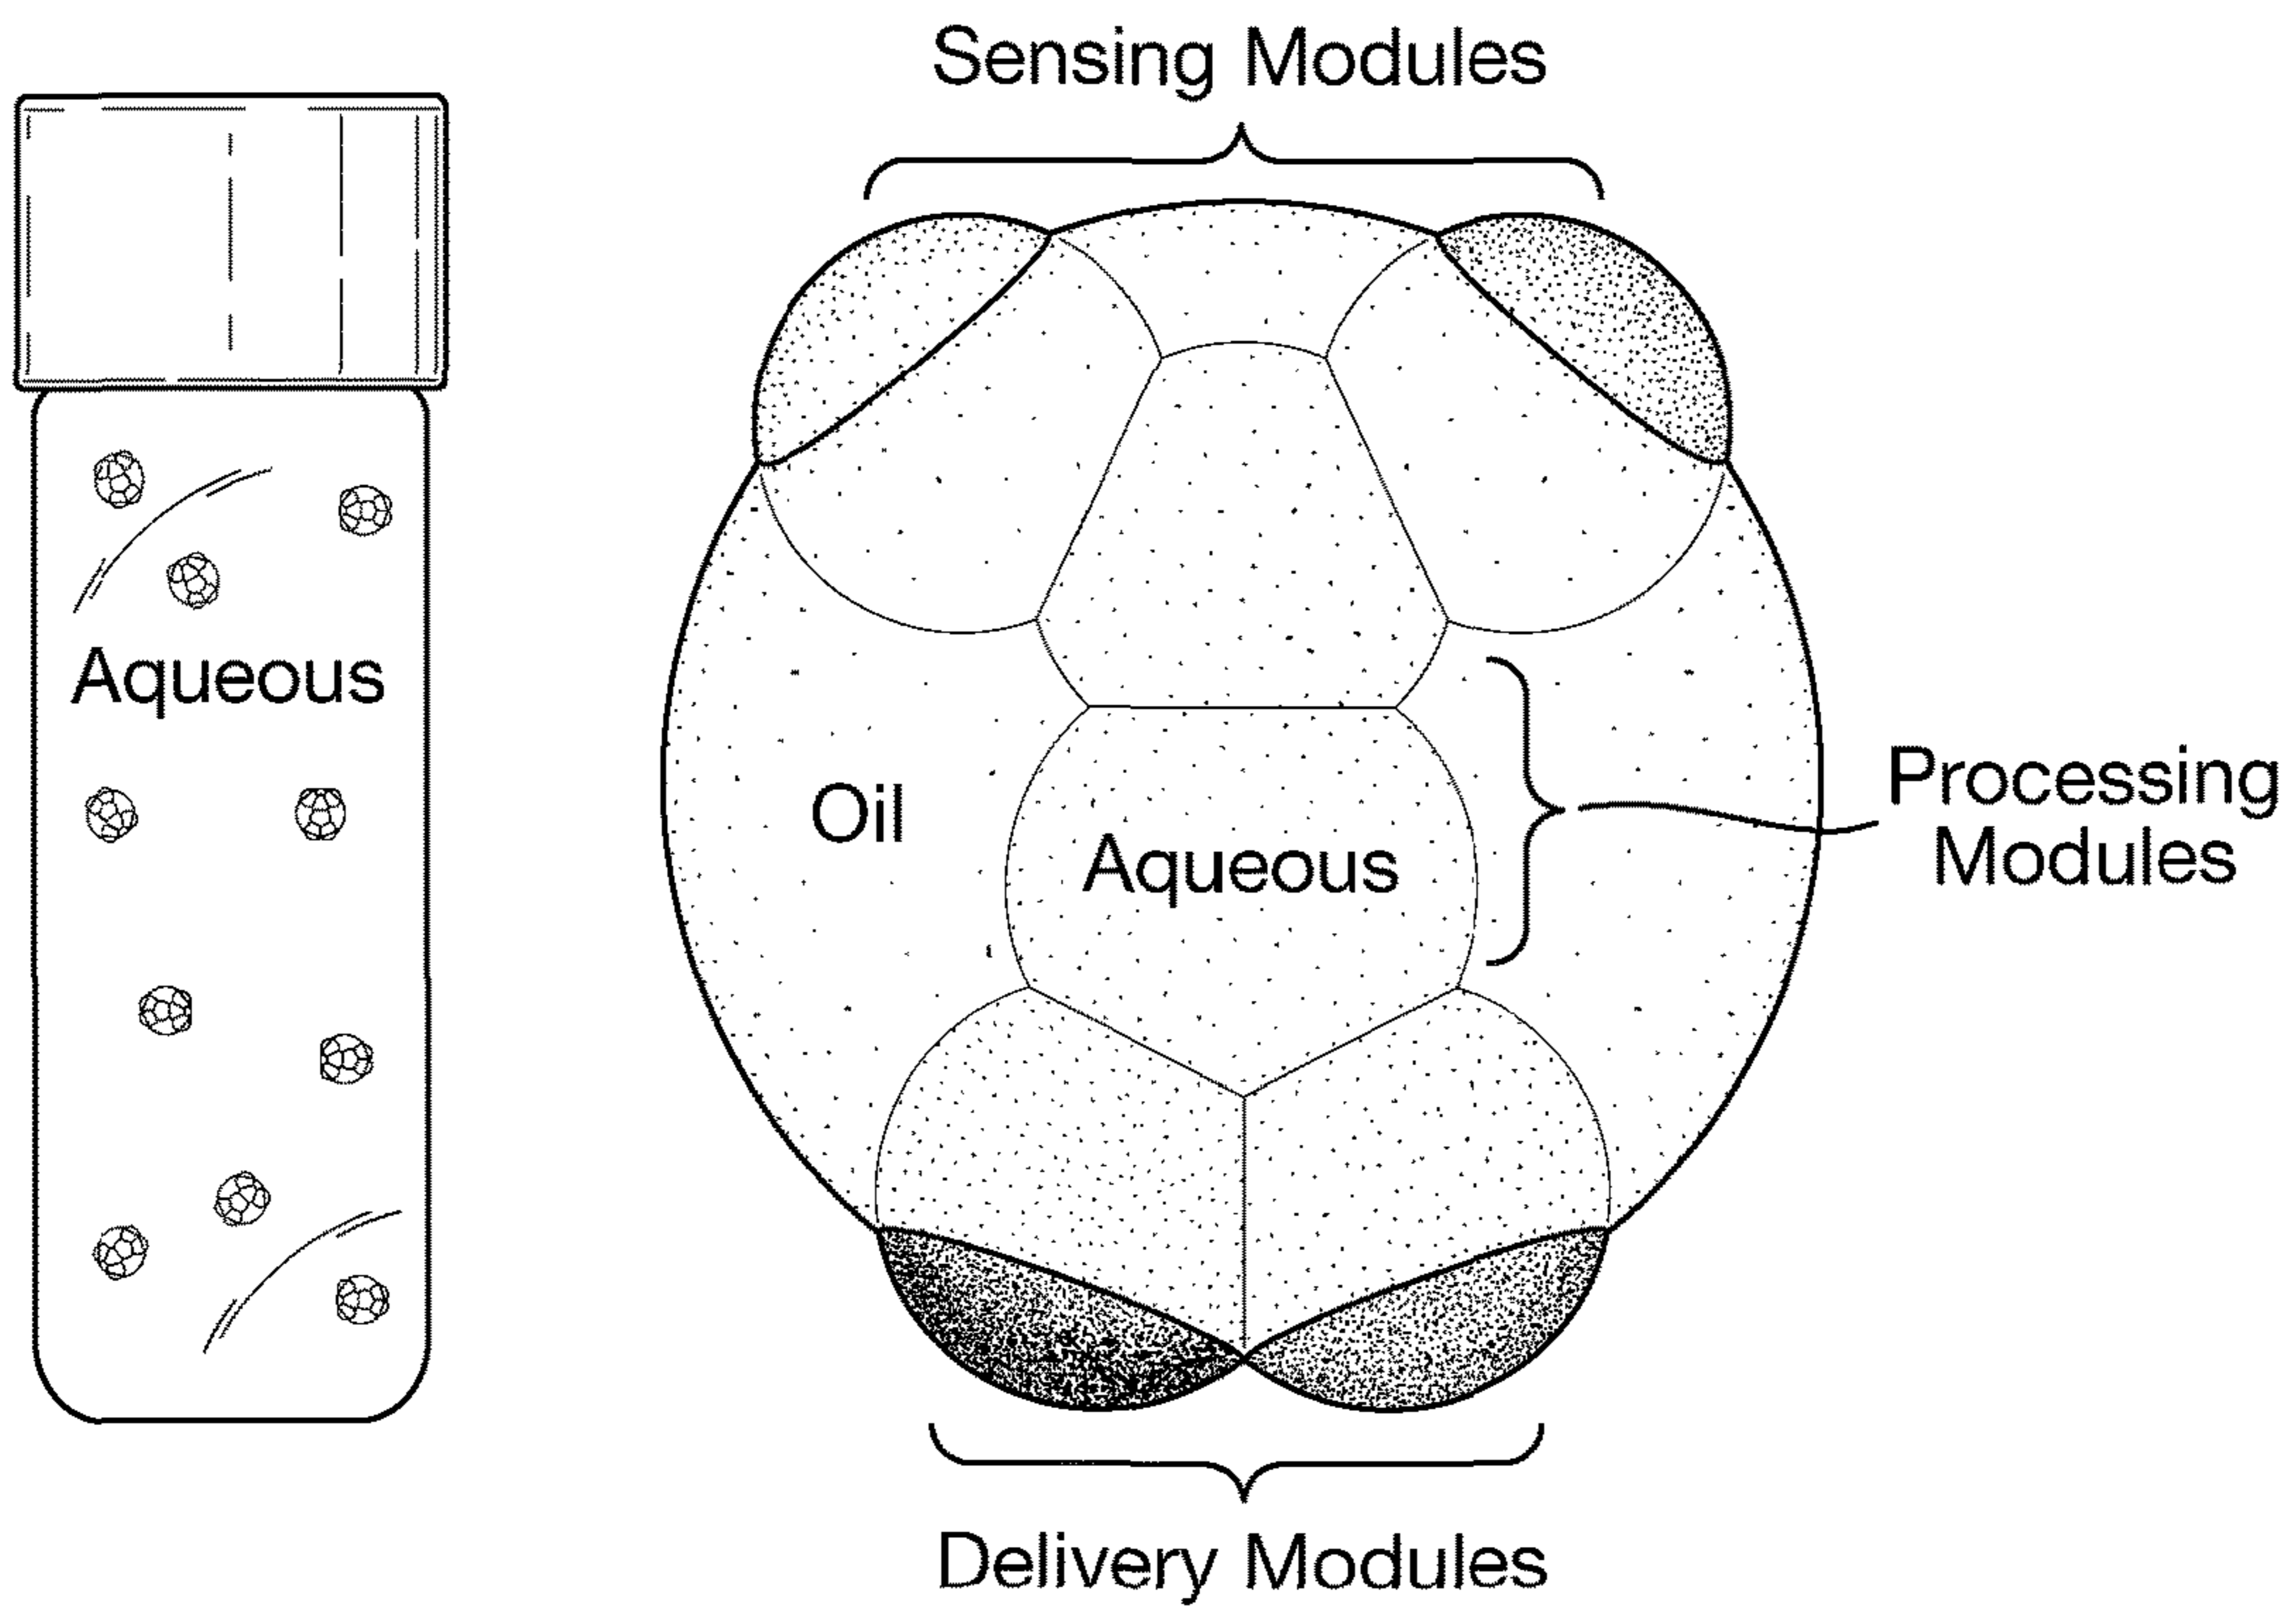 Sensing Modules
Aqueous
Oil
Aqueous
Processing
Modules
Delivery Modules